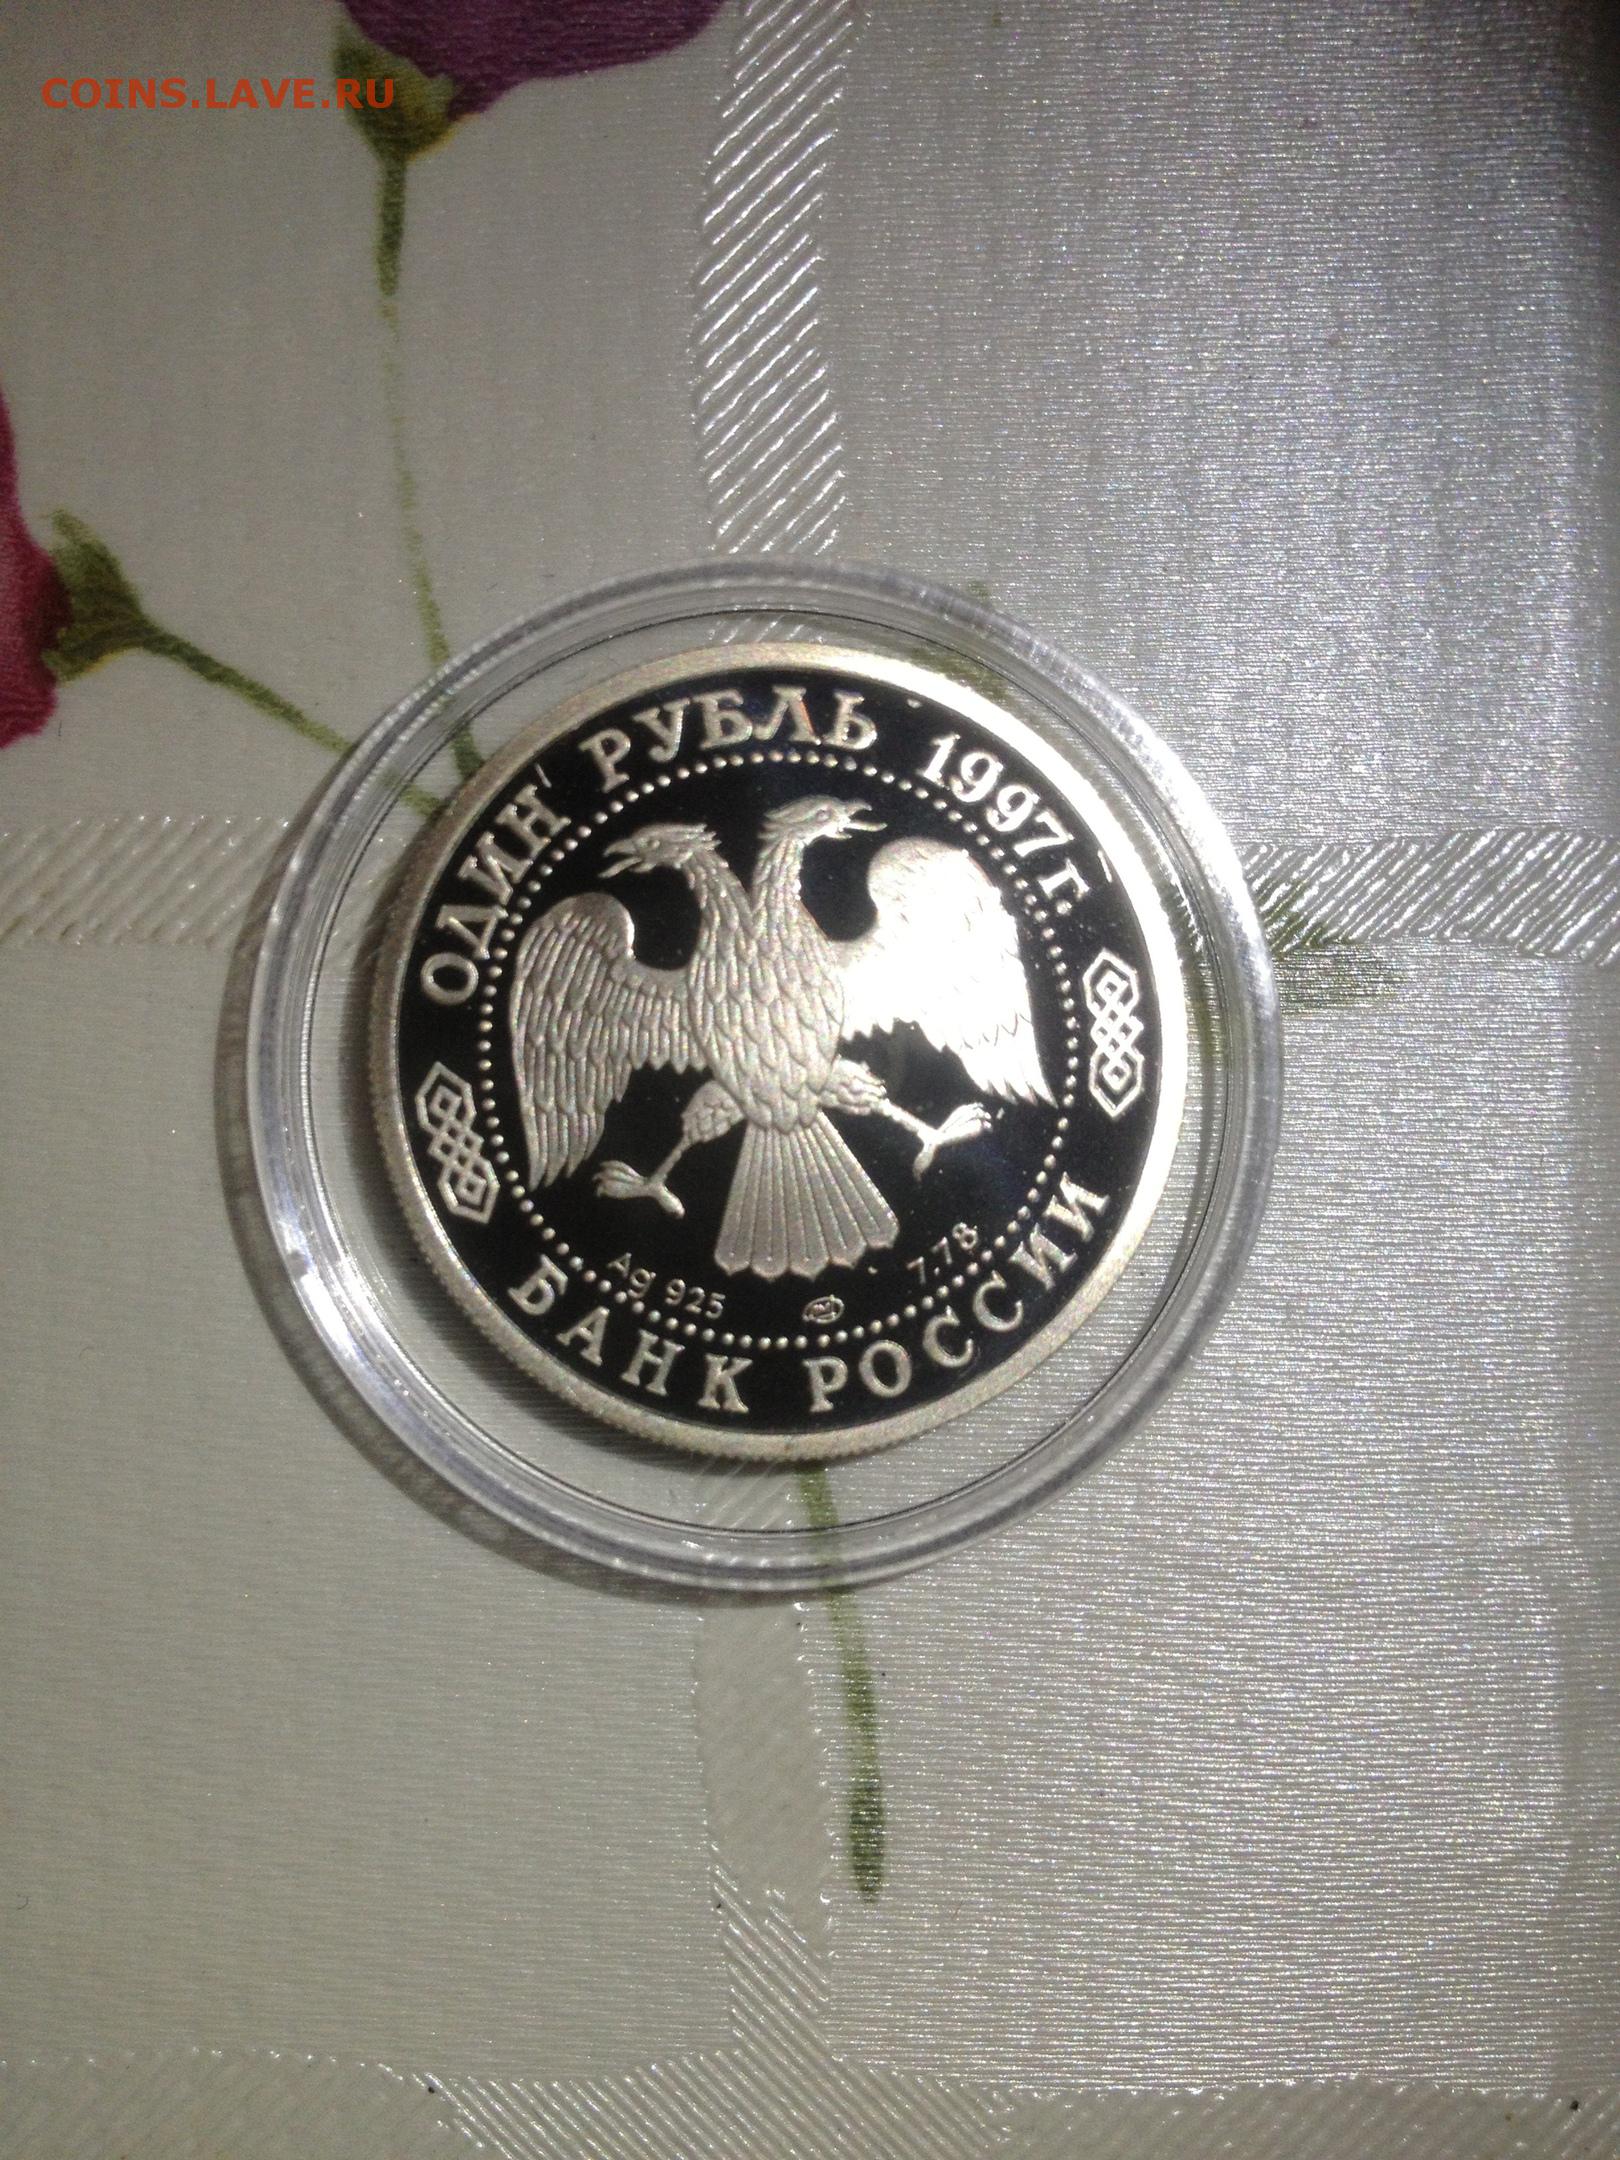 COINS.LAVE.RU
ОДИН РУБЛЬ 1997г.
Ag 925
7.78
БАНК РОССИИ